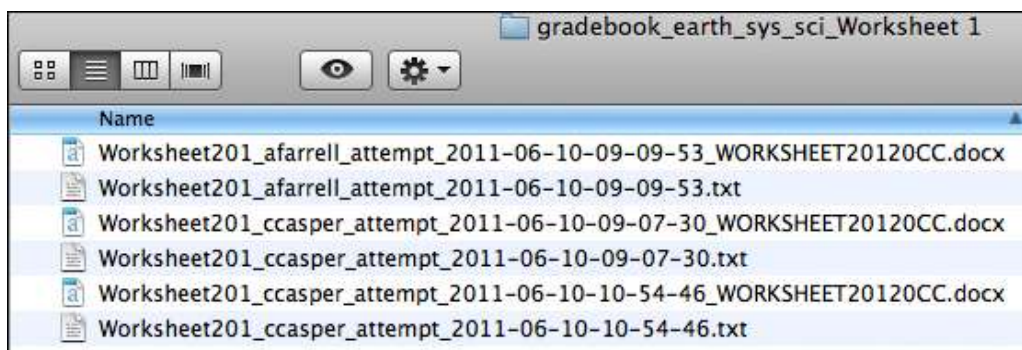 gradebook_earth_sys_sci_Worksheet 1
Name
Worksheet201_afarrell_attempt_2011-06-10-09-09-53_WORKSHEET20120CC.docx
Worksheet201_afarrell_attempt_2011-06-10-09-09-53.txt
Worksheet201_ccasper_attempt_2011-06-10-09-07-30_WORKSHEET20120CC.docx
Worksheet201_ccasper_attempt_2011-06-10-09-07-30.txt
Worksheet201_ccasper_attempt_2011-06-10-10-54-46_WORKSHEET20120CC.docx
Worksheet201_ccasper_attempt_2011-06-10-10-54-46.txt